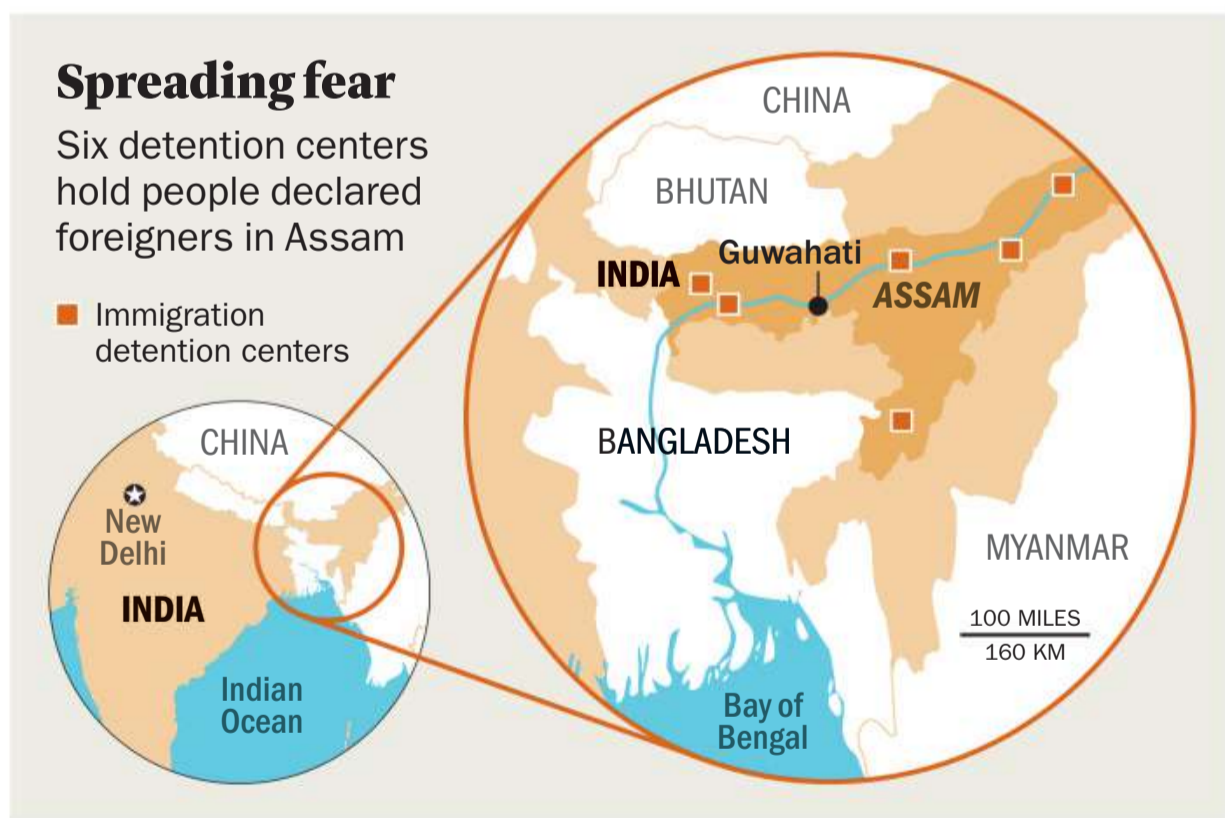 Spreading fear
Six detention centers
hold people declared
foreigners in Assam
Immigration
detention centers
CHINA
New
Delhi
INDIA
Indian
Ocean
CHINA
BHUTAN
Guwahati
INDIA
ASSAM
BANGLADESH
MYANMAR
100 MILES
160 KM
Bay of
Bengal